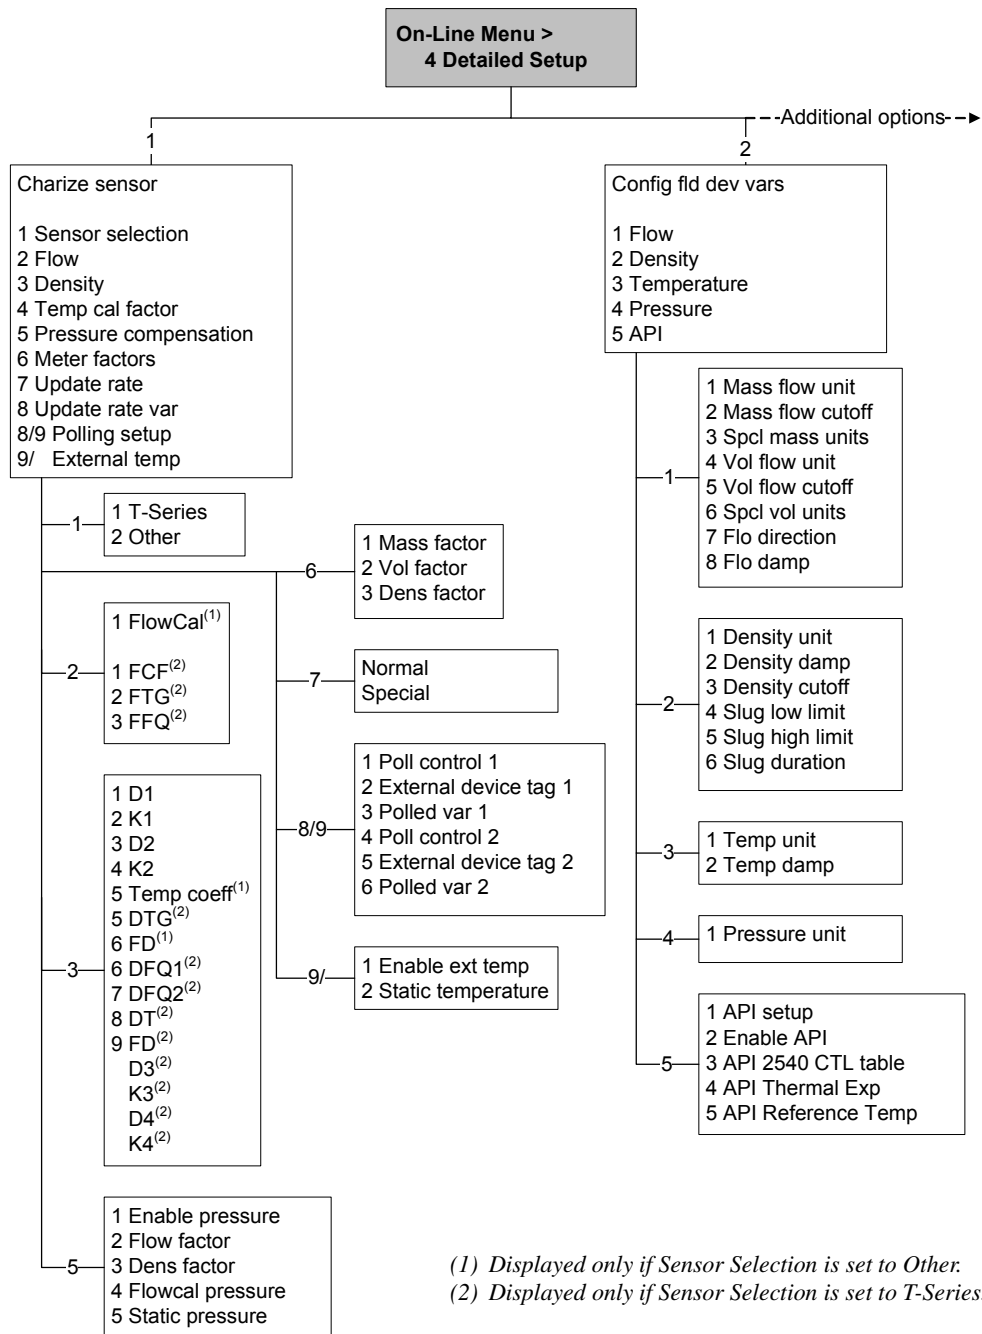 On-Line Menu >
4 Detailed Setup
Additional options
1
2
Charize sensor
1 Sensor selection
2 Flow
3 Density
4 Temp cal factor
5 Pressure compensation
6 Meter factors
7 Update rate
8 Update rate var
8/9 Polling setup
9/ External temp
1
1 T-Series
2 Other
2
1 FlowCal(1)
1 FCF(2)
2 FTG(2)
3 FFQ(2)
3
1 D1
2 K1
3 D2
4 K2
5 Temp coeff(1)
5 DTG(2)
6 FD(1)
6 DFQ1(2)
7 DFQ2(2)
8 DT(2)
9 FD(2)
D3(2)
K3(2)
D4(2)
K4(2)
5
1 Enable pressure
2 Flow factor
3 Dens factor
4 Flowcal pressure
5 Static pressure
6
1 Mass factor
2 Vol factor
3 Dens factor
7
Normal
Special
8/9
1 Poll control 1
2 External device tag 1
3 Polled var 1
4 Poll control 2
5 External device tag 2
6 Polled var 2
9/
1 Enable ext temp
2 Static temperature
Config fld dev vars
1 Flow
2 Density
3 Temperature
4 Pressure
5 API
1
1 Mass flow unit
2 Mass flow cutoff
3 Spcl mass units
4 Vol flow unit
5 Vol flow cutoff
6 Spcl vol units
7 Flo direction
8 Flo damp
2
1 Density unit
2 Density damp
3 Density cutoff
4 Slug low limit
5 Slug high limit
6 Slug duration
3
1 Temp unit
2 Temp damp
4
1 Pressure unit
5
1 API setup
2 Enable API
3 API 2540 CTL table
4 API Thermal Exp
5 API Reference Temp
(1) Displayed only if Sensor Selection is set to Other.
(2) Displayed only if Sensor Selection is set to T-Series.